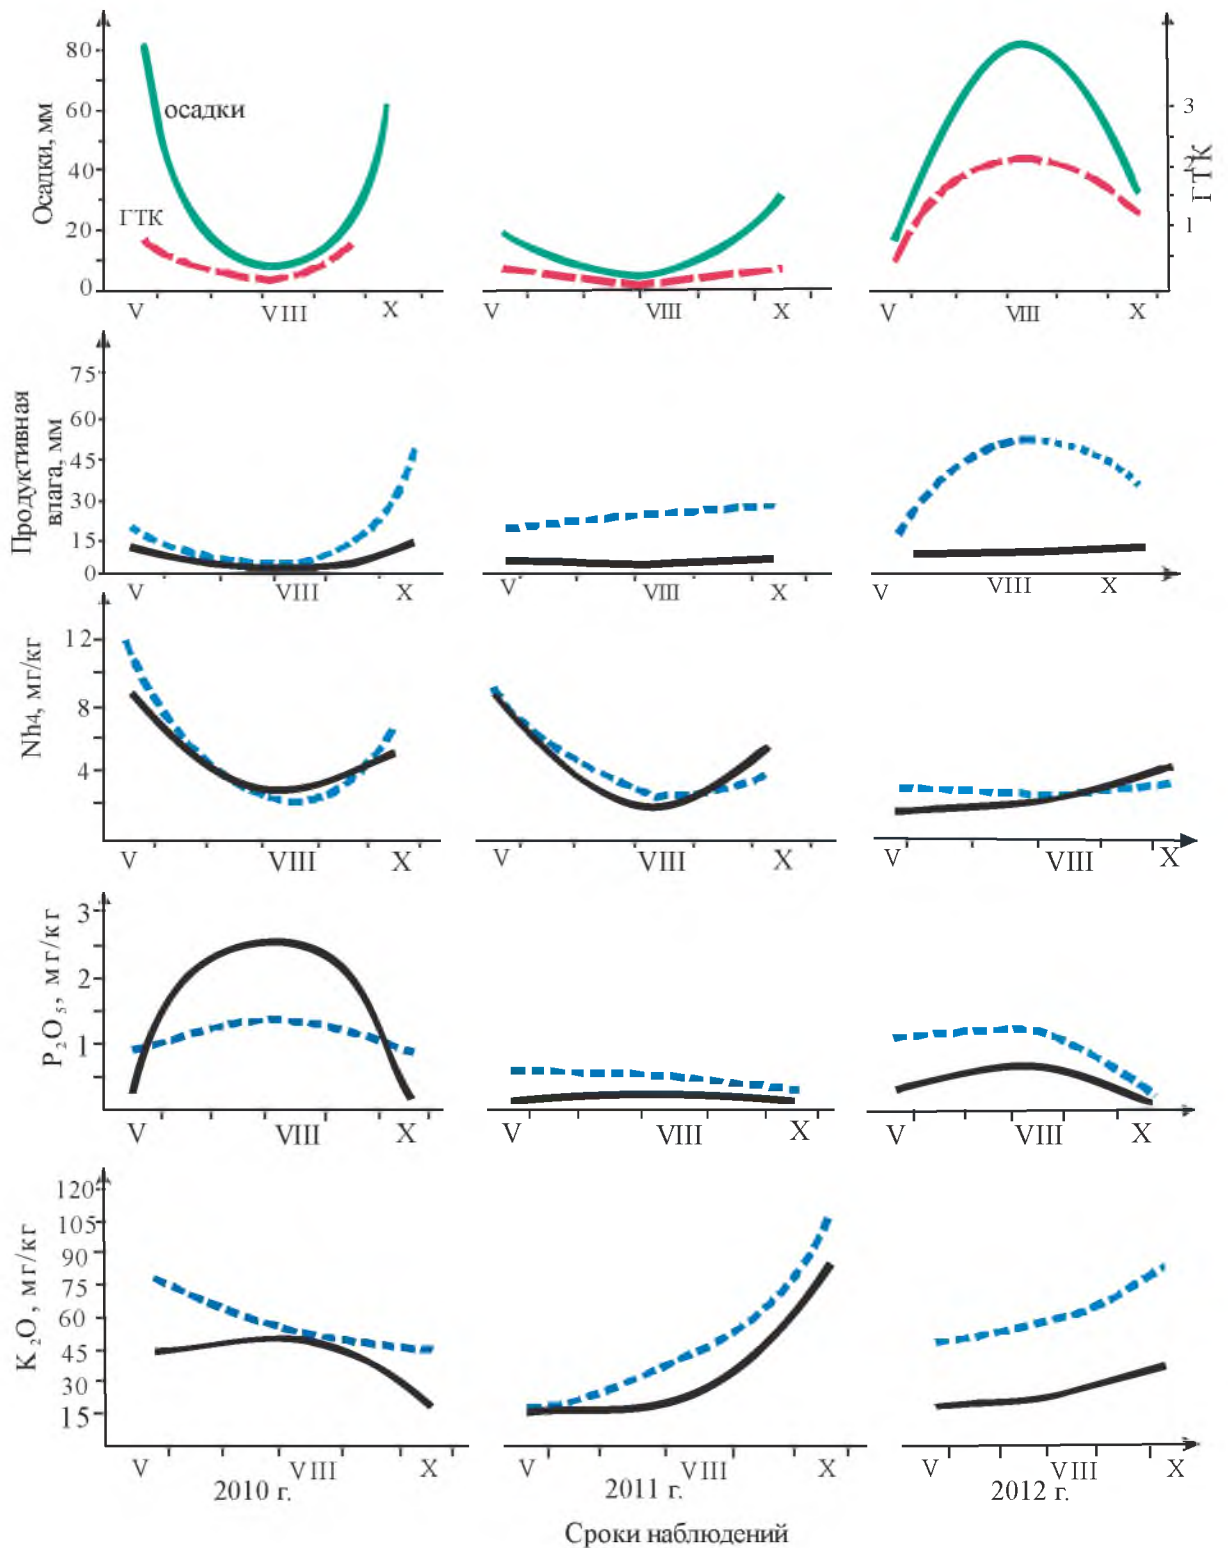 80
60
40
20
0
Осадки, мм
осадки
ГТК
3
2
1
ГТК
V VIII X
VIII X
V VIII X
75
60
45
30
15
0
Продуктивная
влага, мм
V VIII X
V VIII X
V VIII X
12
8
4
Nh4, мг/кг
V VIII X
V VIII X
V VIII X
3
2
1
P2O5, мг/кг
V VIII X
V VIII X
V VIII X
120
105
90
75
60
45
30
15
K2O, мг/кг
V VIII X
V VIII X
V VIII X
2010 г. 2011 г. 2012 г.
Сроки наблюдений